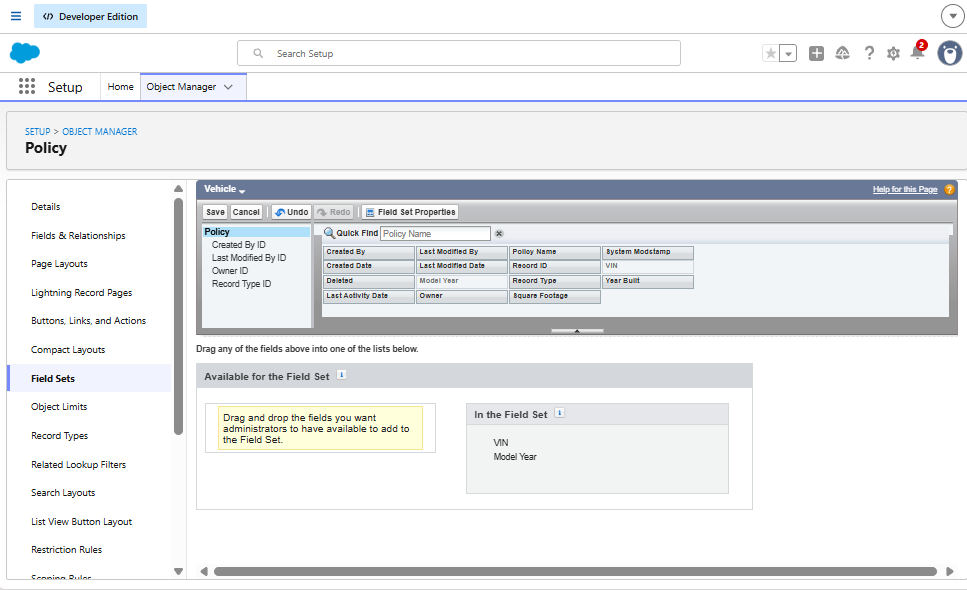 </> Developer Edition
Search Setup
2
Setup Home Object Manager
SETUP > OBJECT MANAGER
Policy
Details
Fields & Relationships
Page Layouts
Lightning Record Pages
Buttons, Links, and Actions
Compact Layouts
Field Sets
Object Limits
Record Types
Related Lookup Filters
Search Layouts
List View Button Layout
Restriction Rules
Scoping Rules
Vehicle
Help for this Page ?
Save Cancel Undo Redo Field Set Properties
Policy
Created By ID
Last Modified By ID
Owner ID
Record Type ID
Quick Find Policy Name
Created By Last Modified By Policy Name System Modstamp
Created Date Last Modified Date Record ID VIN
Deleted Model Year Record Type Year Built
Last Activity Date Owner Square Footage
Drag any of the fields above into one of the lists below.
Available for the Field Set i
Drag and drop the fields you want
administrators to have available to add to
the Field Set.
In the Field Set i
VIN
Model Year